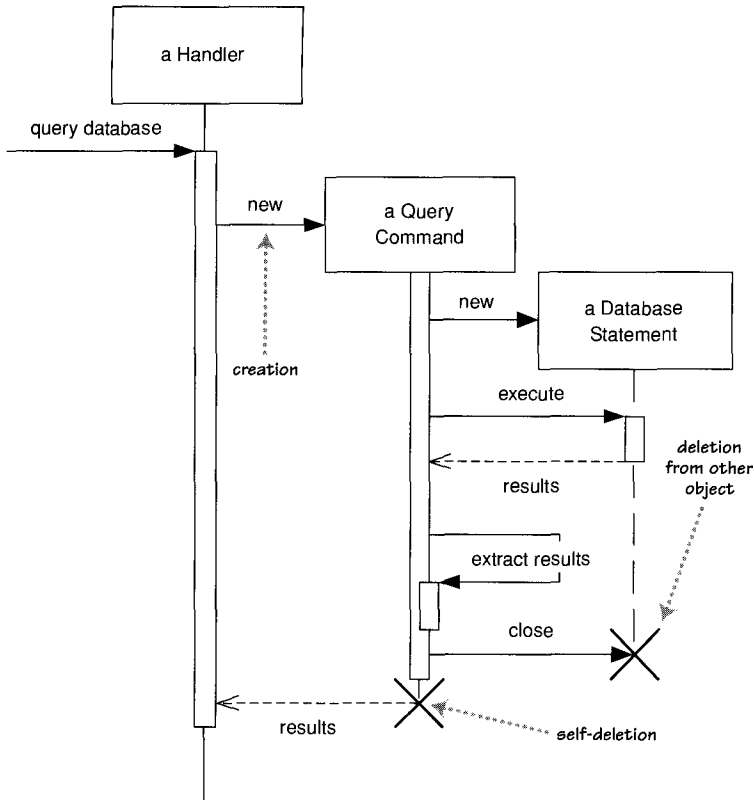 a Handler
query database
new
a Query
Command
new
a Database
Statement
creation
execute
deletion
from other
object
results
extract results
close
results
self-deletion